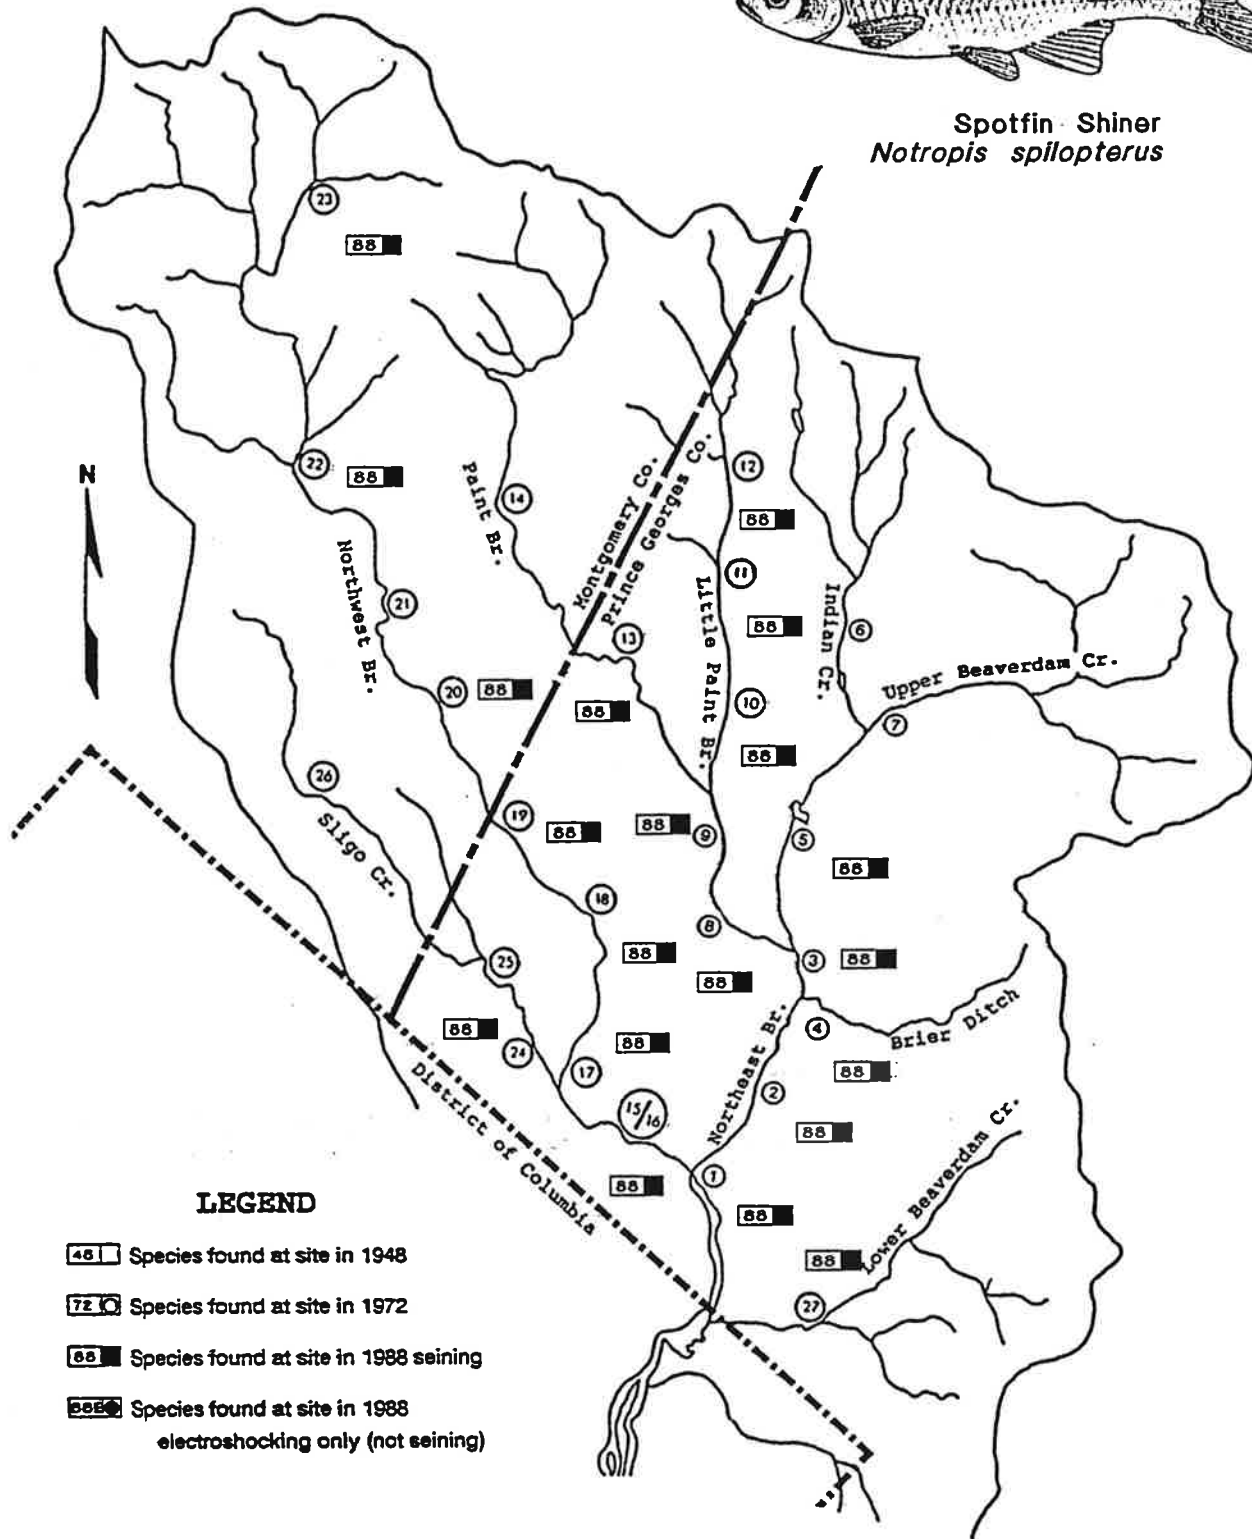 Spotfin Shiner
Notropis spilopterus
23
88
22
88
N
Paint Br.
14
Montgomery Co.
Prince Georges Co.
12
88
11
Northwest Br.
21
Little Paint Br.
Indian Cr.
88
6
13
Upper Beaverdam Cr.
20
88
88
10
7
88
26
Sligo Cr.
19
88
88
9
5
88
18
8
25
88
88
3
88
Brier Ditch
4
88
24
88
17
88
Northeast Br.
2
88
15/16
District of Columbia
1
88
88
Lower Beaverdam Cr.
88
27
LEGEND
48 Species found at site in 1948
72 Species found at site in 1972
88 Species found at site in 1988 seining
88E Species found at site in 1988
electroshocking only (not seining)